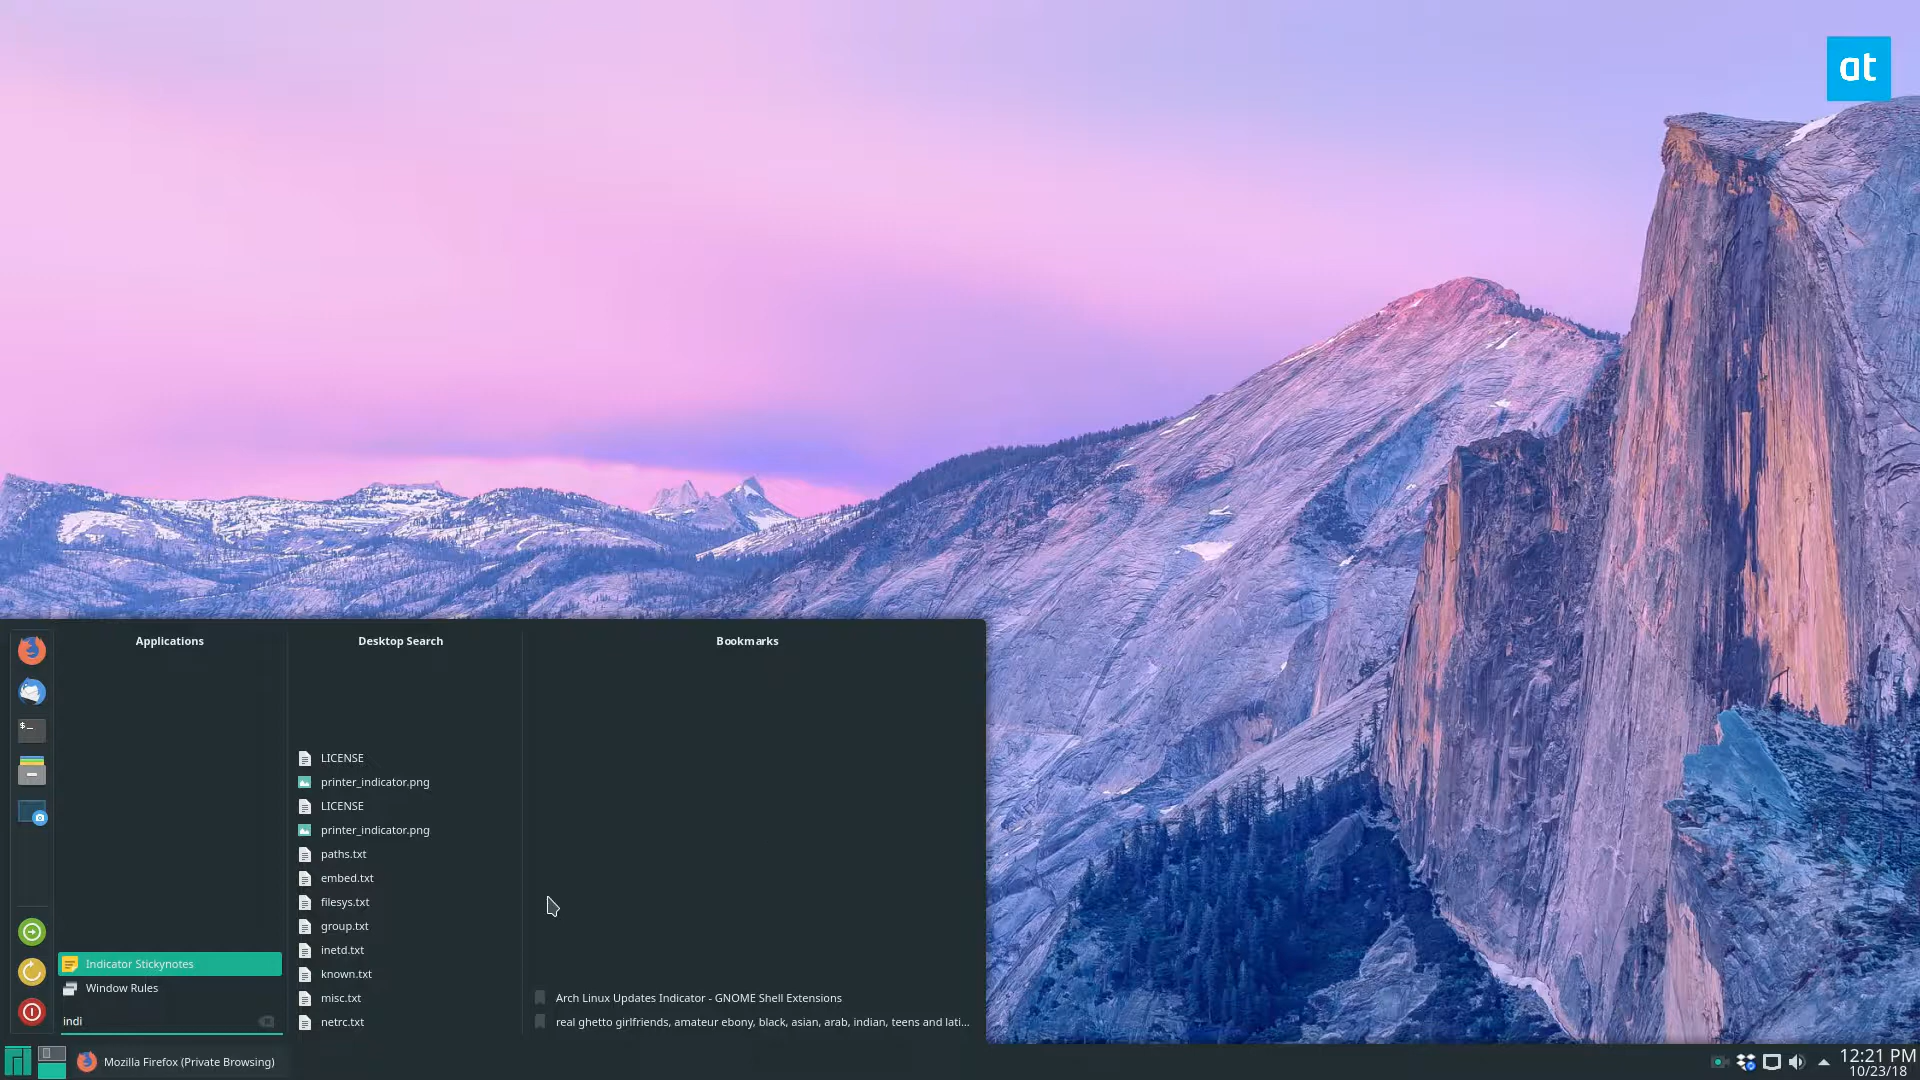 at
Applications
Desktop Search
Bookmarks
LICENSE
printer_indicator.png
LICENSE
printer_indicator.png
paths.txt
embed.txt
filesys.txt
group.txt
inetd.txt
known.txt
misc.txt
netrc.txt
Indicator Stickynotes
Window Rules
indi
Arch Linux Updates Indicator - GNOME Shell Extensions
real ghetto girlfriends, amateur ebony, black, asian, arab, indian, teens and lati...
$_
Mozilla Firefox (Private Browsing)
12:21 PM
10/23/18